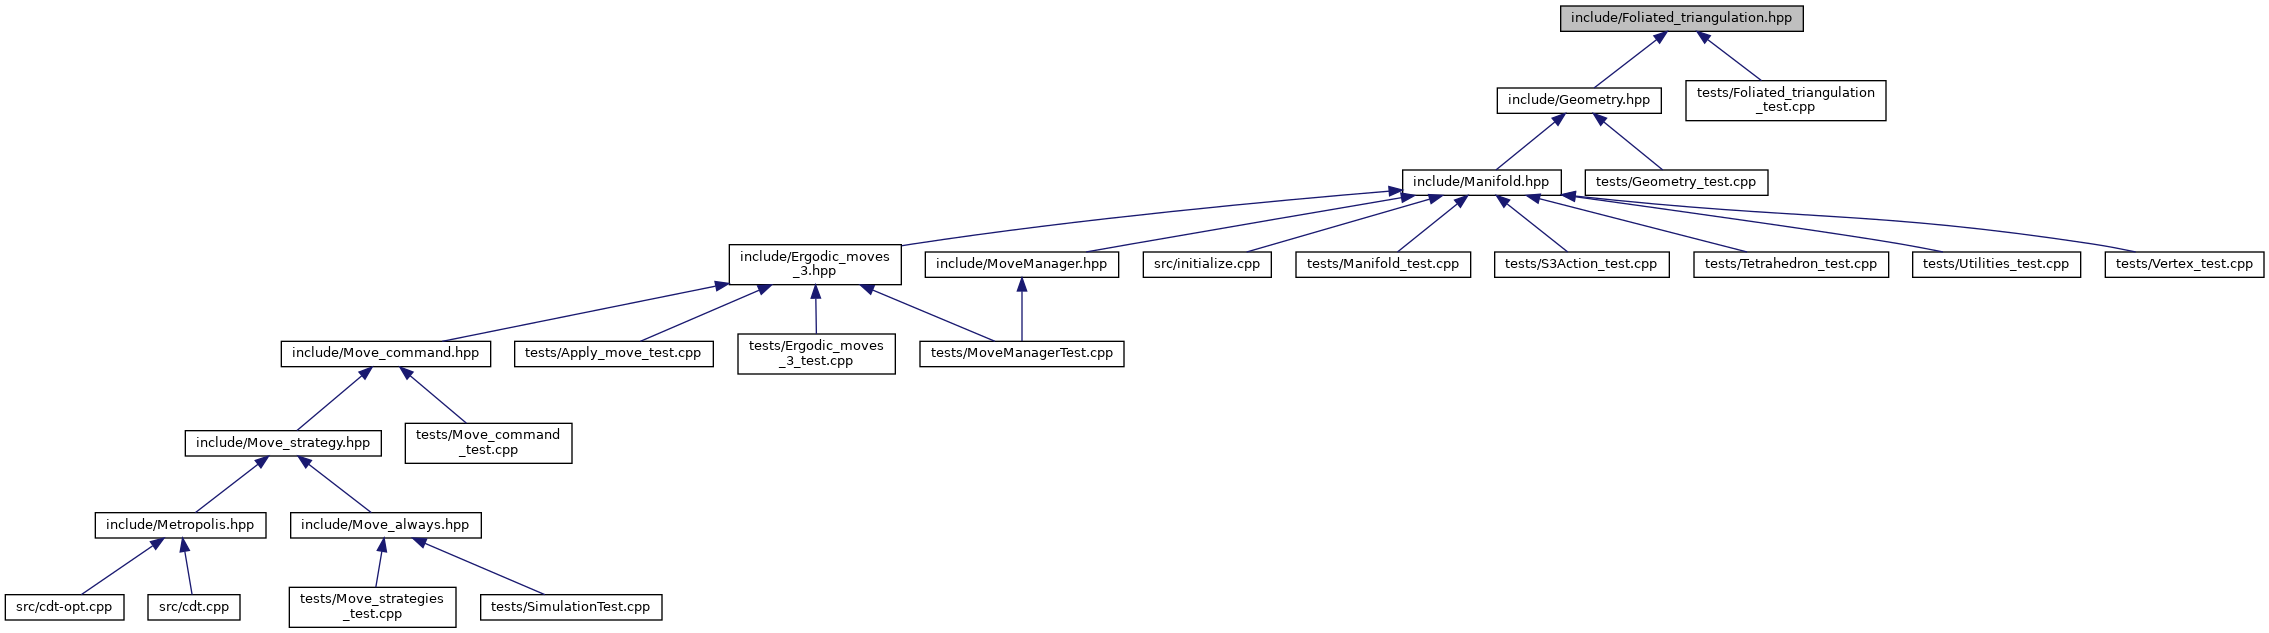 include/Foliated_triangulation.hpp
include/Geometry.hpp
tests/Foliated_triangulation
_test.cpp
include/Manifold.hpp
tests/Geometry_test.cpp
include/Ergodic_moves
_3.hpp
include/MoveManager.hpp
src/initialize.cpp
tests/Manifold_test.cpp
tests/S3Action_test.cpp
tests/Tetrahedron_test.cpp
tests/Utilities_test.cpp
tests/Vertex_test.cpp
include/Move_command.hpp
tests/Apply_move_test.cpp
tests/Ergodic_moves
_3_test.cpp
tests/MoveManagerTest.cpp
include/Move_strategy.hpp
tests/Move_command
_test.cpp
include/Metropolis.hpp
include/Move_always.hpp
src/cdt-opt.cpp
src/cdt.cpp
tests/Move_strategies
_test.cpp
tests/SimulationTest.cpp